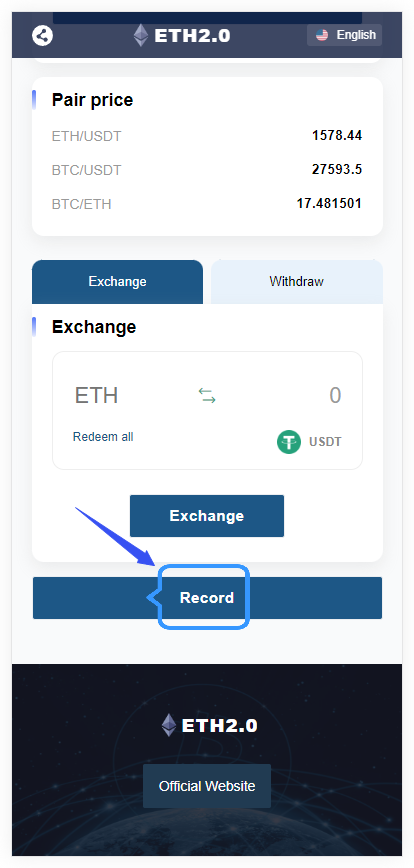 ETH2.0
English
Pair price
ETH/USDT 1578.44
BTC/USDT 27593.5
BTC/ETH 17.481501
Exchange Withdraw
Exchange
ETH 0
Redeem all USDT
Exchange
Record
ETH2.0
Official Website